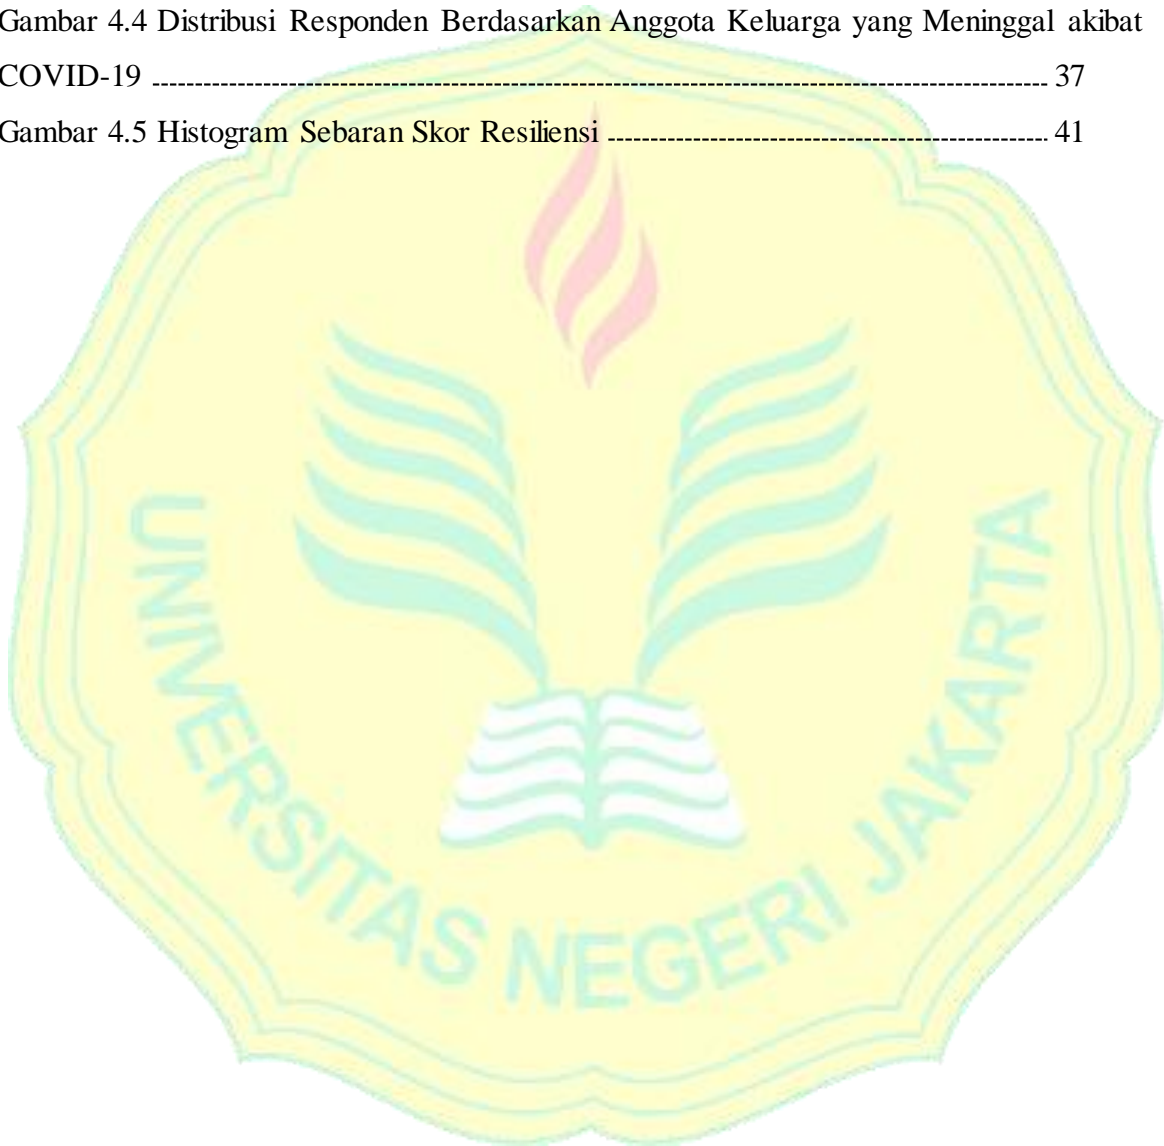 Gambar 4.4 Distribusi Responden Berdasarkan Anggota Keluarga yang Meninggal akibat
COVID-19 ------------------------------------------------------------ 37
Gambar 4.5 Histogram Sebaran Skor Resiliensi ------------------------------ 41
UNIVERSITAS NEGERI JAKARTA